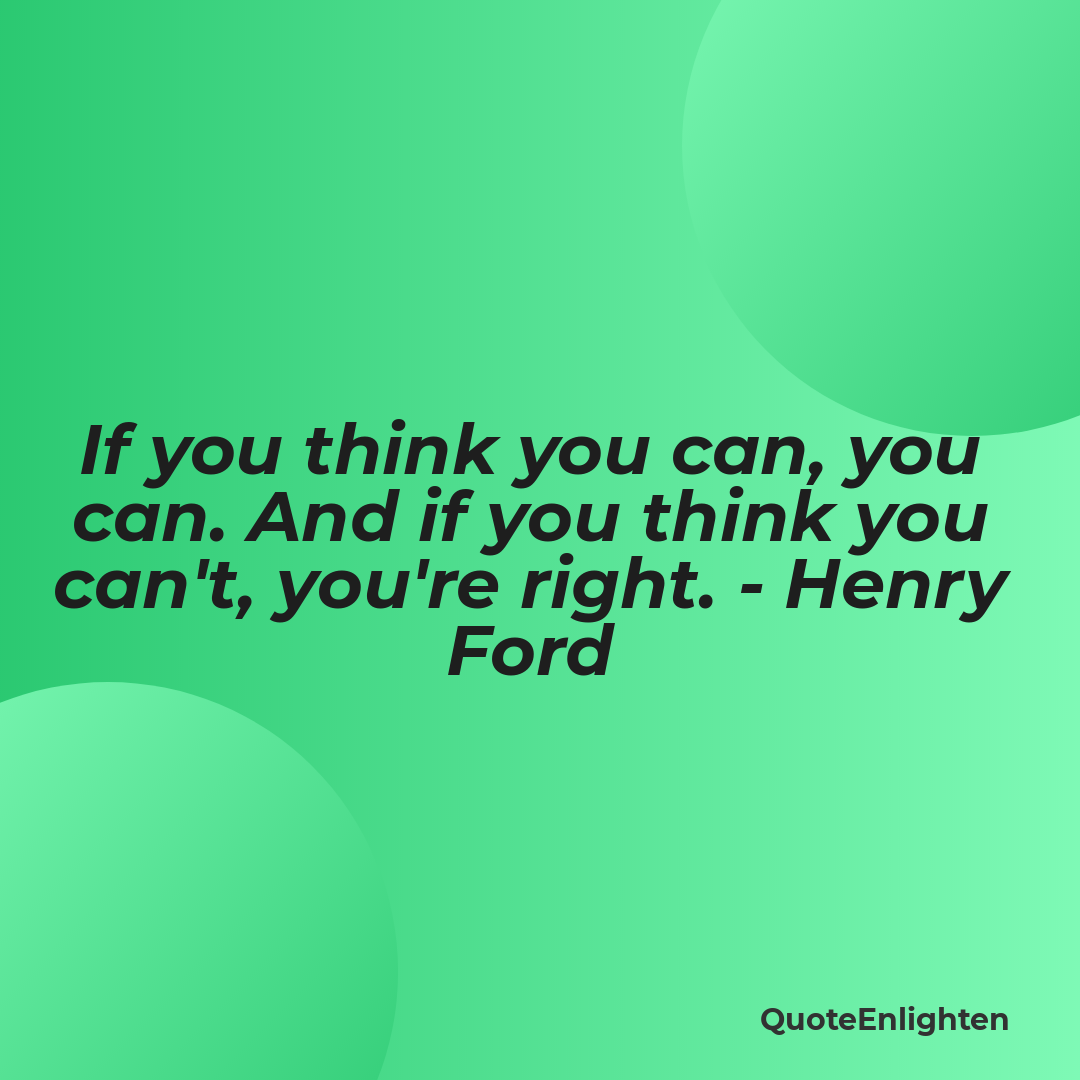 If you think you can, you
can. And if you think you
can't, you're right. - Henry
Ford
QuoteEnlighten